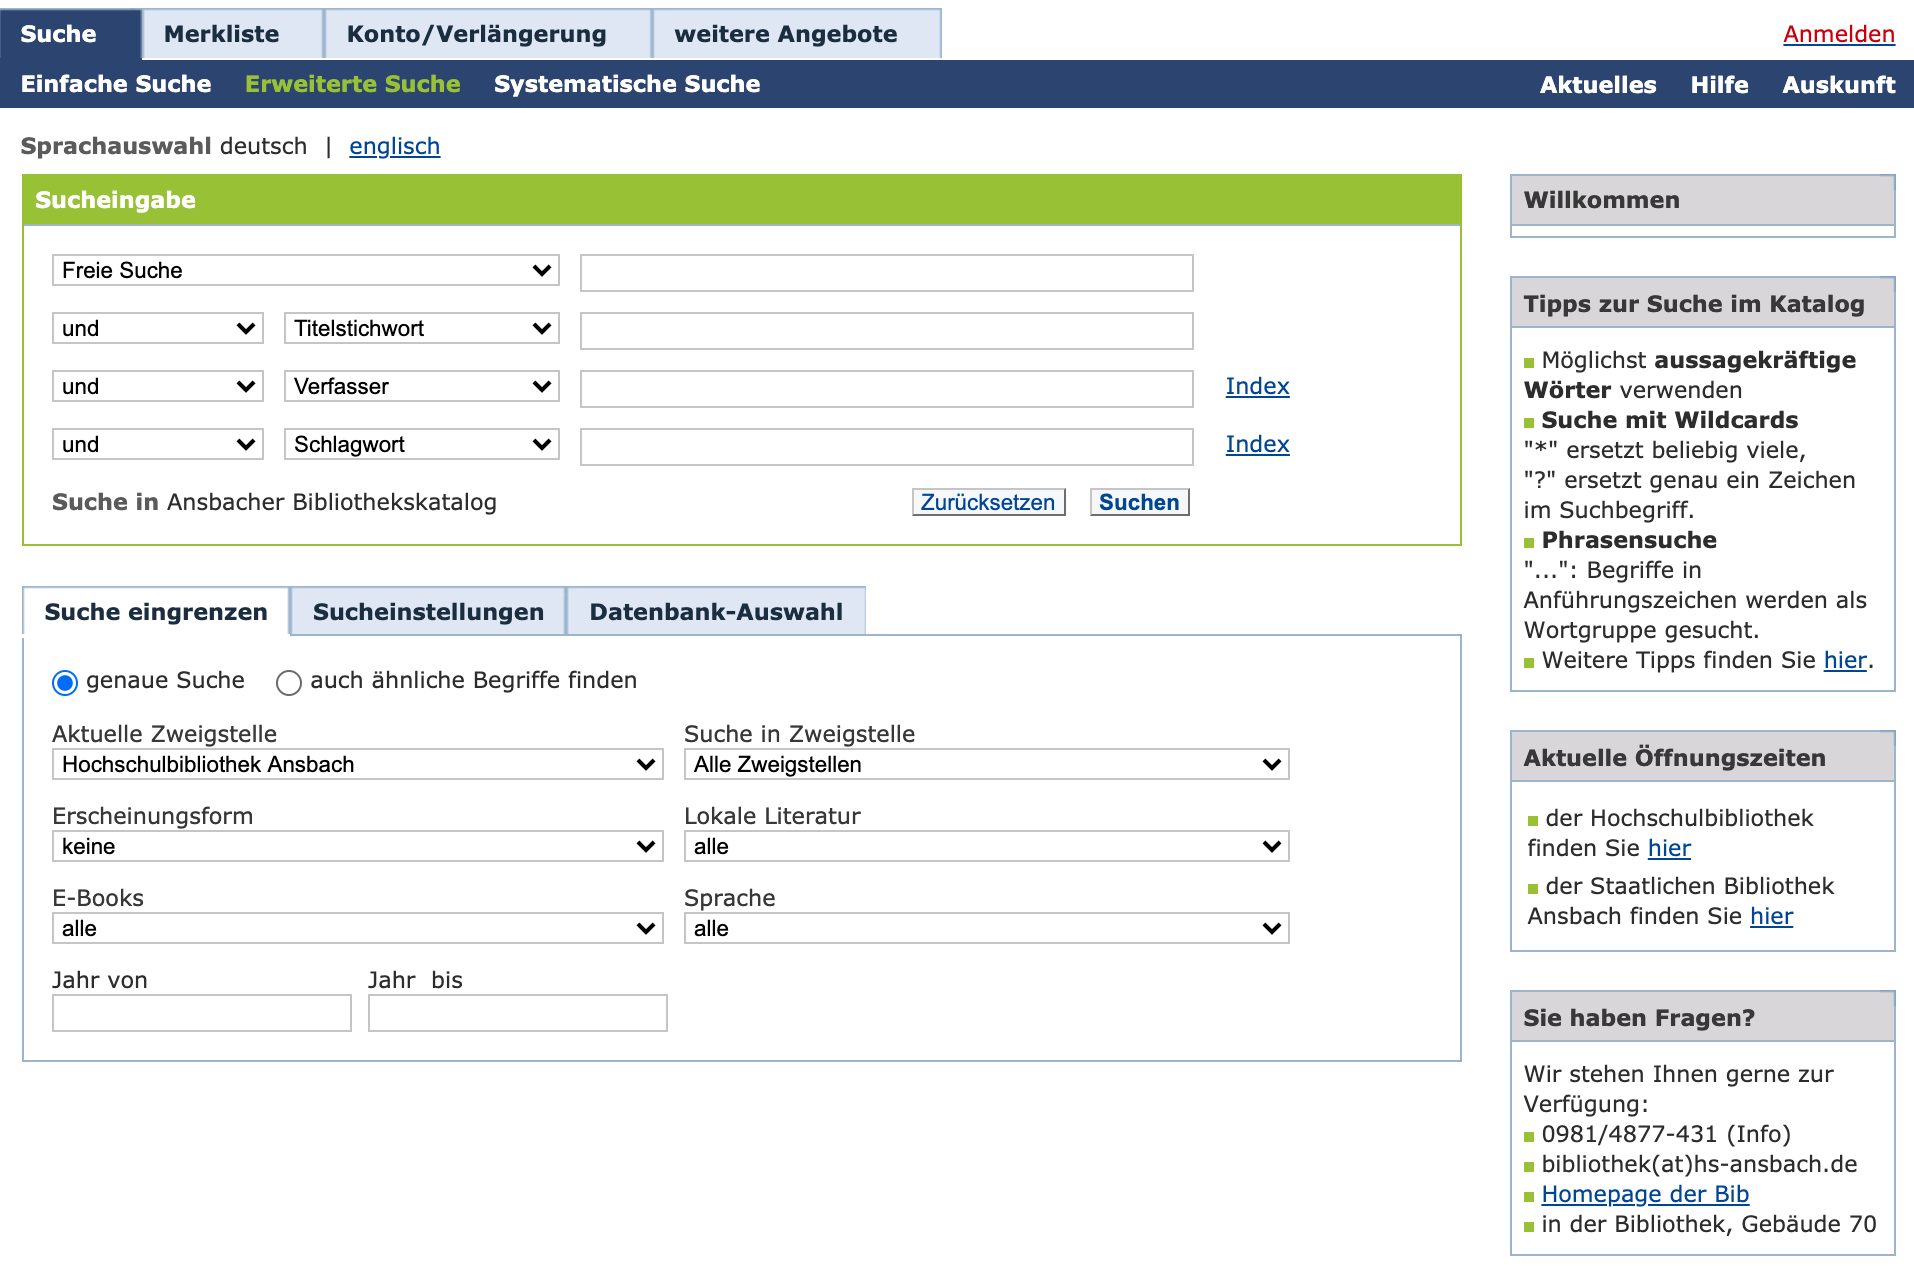 Suche Merkliste Konto/Verlängerung weitere Angebote Anmelden
Einfache Suche Erweiterte Suche Systematische Suche Aktuelles Hilfe Auskunft
Sprachauswahl deutsch | englisch
Sucheingabe
Freie Suche
und Titelstichwort
und Verfasser Index
und Schlagwort Index
Suche in Ansbacher Bibliothekskatalog Zurücksetzen Suchen
Suche eingrenzen Sucheinstellungen Datenbank-Auswahl
genaue Suche auch ähnliche Begriffe finden
Aktuelle Zweigstelle Suche in Zweigstelle
Hochschulbibliothek Ansbach Alle Zweigstellen
Erscheinungsform Lokale Literatur
keine alle
E-Books Sprache
alle alle
Jahr von Jahr bis
Willkommen
Tipps zur Suche im Katalog
Möglichst aussagekräftige
Wörter verwenden
Suche mit Wildcards
"*" ersetzt beliebig viele,
"?" ersetzt genau ein Zeichen
im Suchbegriff.
Phrasensuche
"...": Begriffe in
Anführungszeichen werden als
Wortgruppe gesucht.
Weitere Tipps finden Sie hier.
Aktuelle Öffnungszeiten
der Hochschulbibliothek
finden Sie hier
der Staatlichen Bibliothek
Ansbach finden Sie hier
Sie haben Fragen?
Wir stehen Ihnen gerne zur
Verfügung:
0981/4877-431 (Info)
bibliothek(at)hs-ansbach.de
Homepage der Bib
in der Bibliothek, Gebäude 70